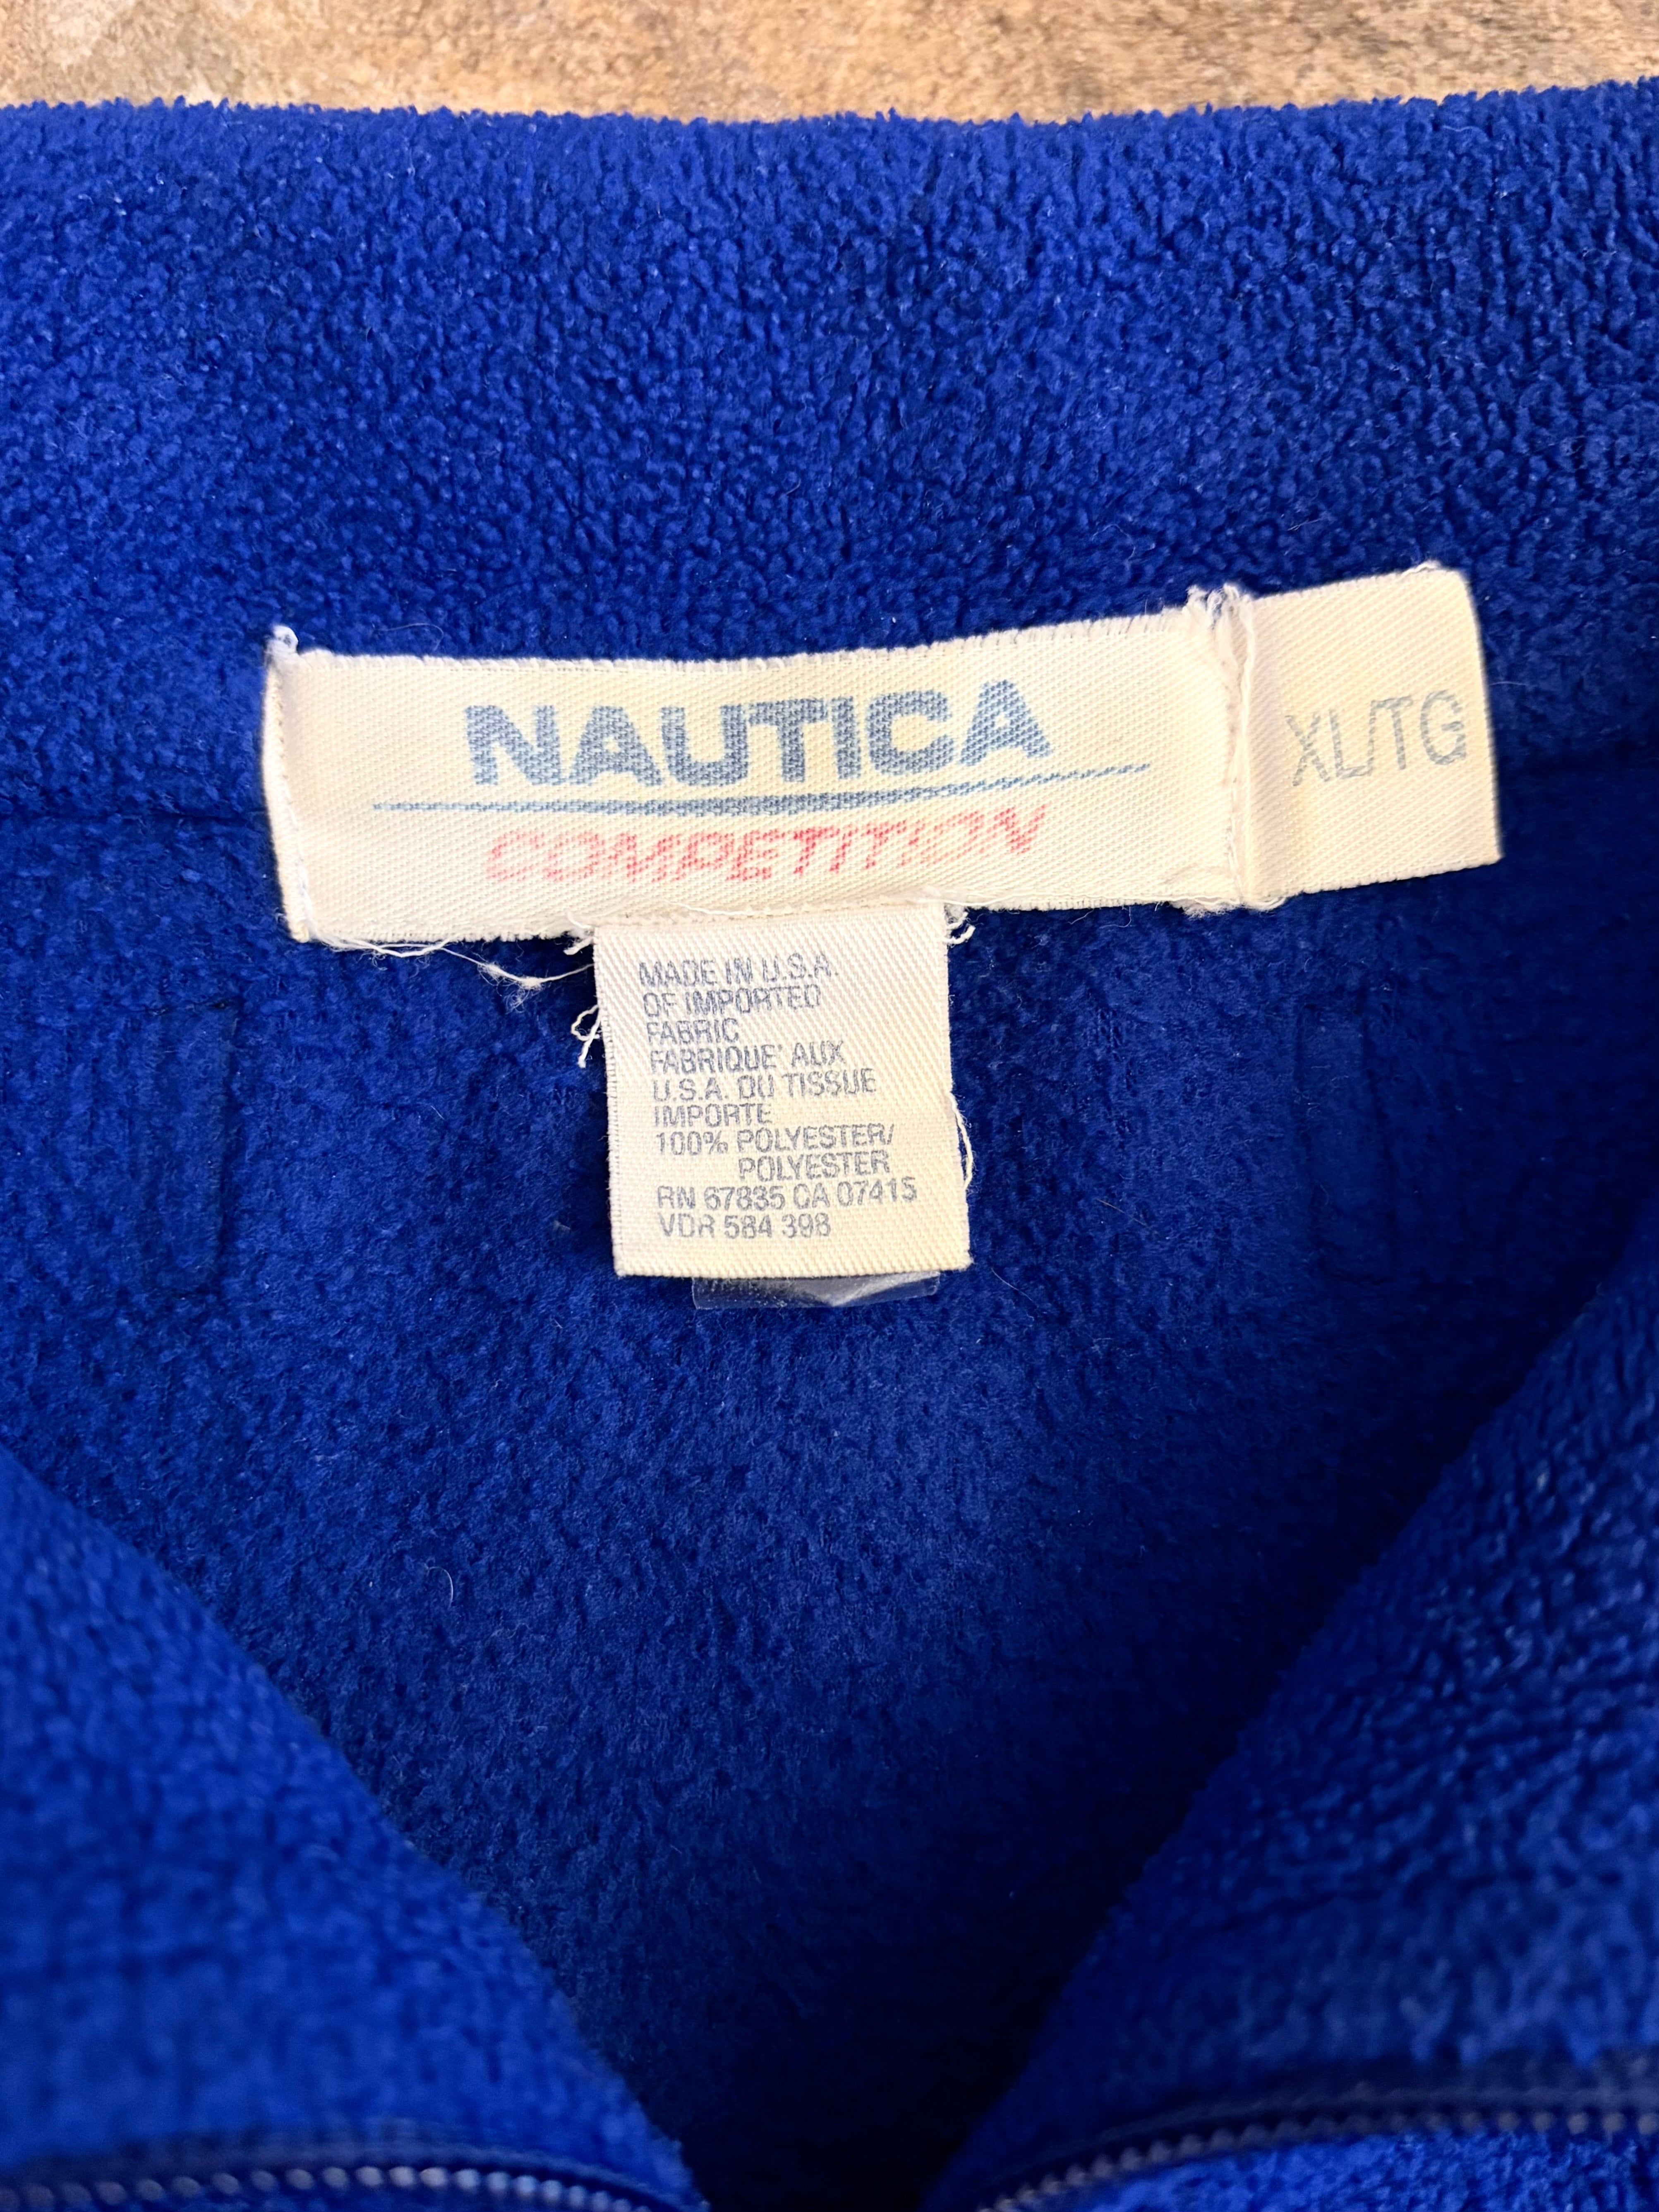 NAUTICA
COMPETITION
XL/TG
MADE IN U.S.A.
OF IMPORTED
FABRIC
FABRIQUE' AUX
U.S.A. DU TISSUE
IMPORTE
100% POLYESTER/
POLYESTER
RN 67835 CA 07415
VDR 584 398